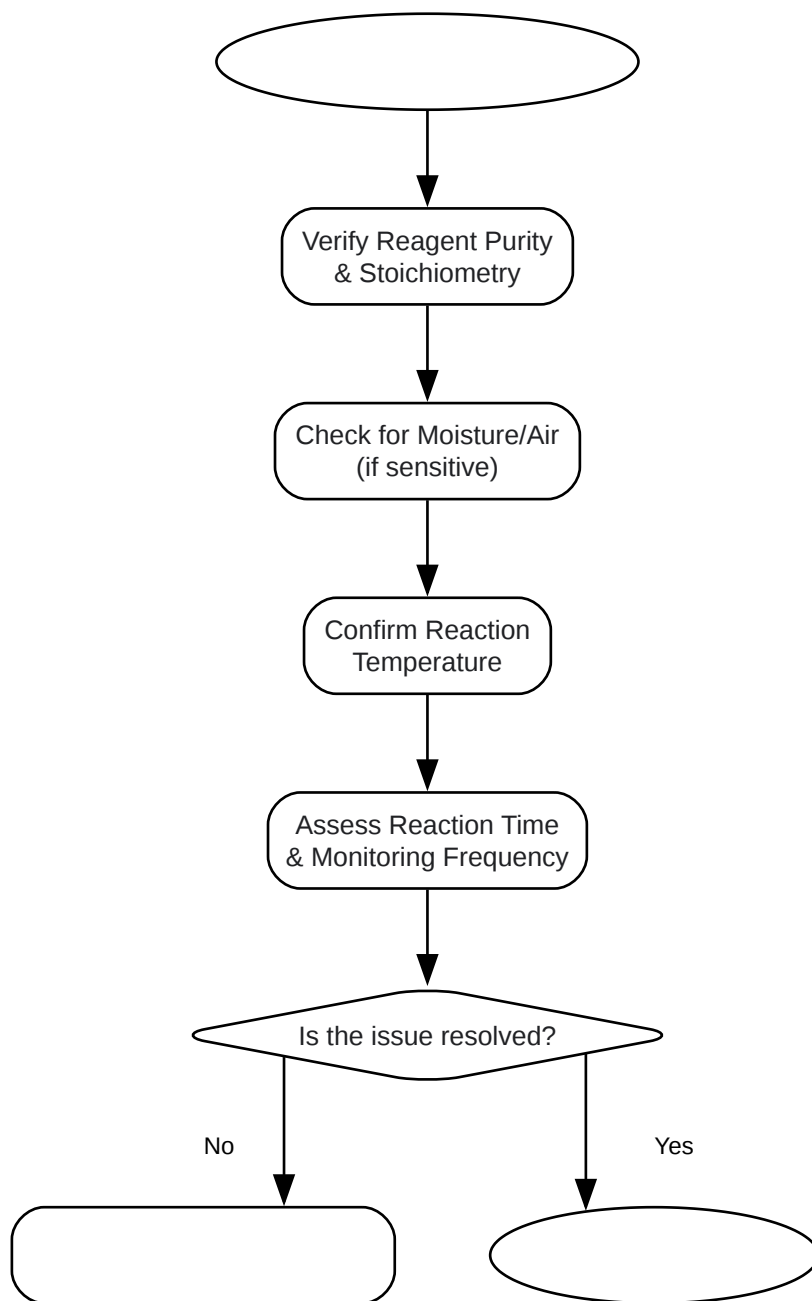 Verify Reagent Purity
& Stoichiometry
Check for Moisture/Air
(if sensitive)
Confirm Reaction
Temperature
Assess Reaction Time
& Monitoring Frequency
Is the issue resolved?
No
Yes